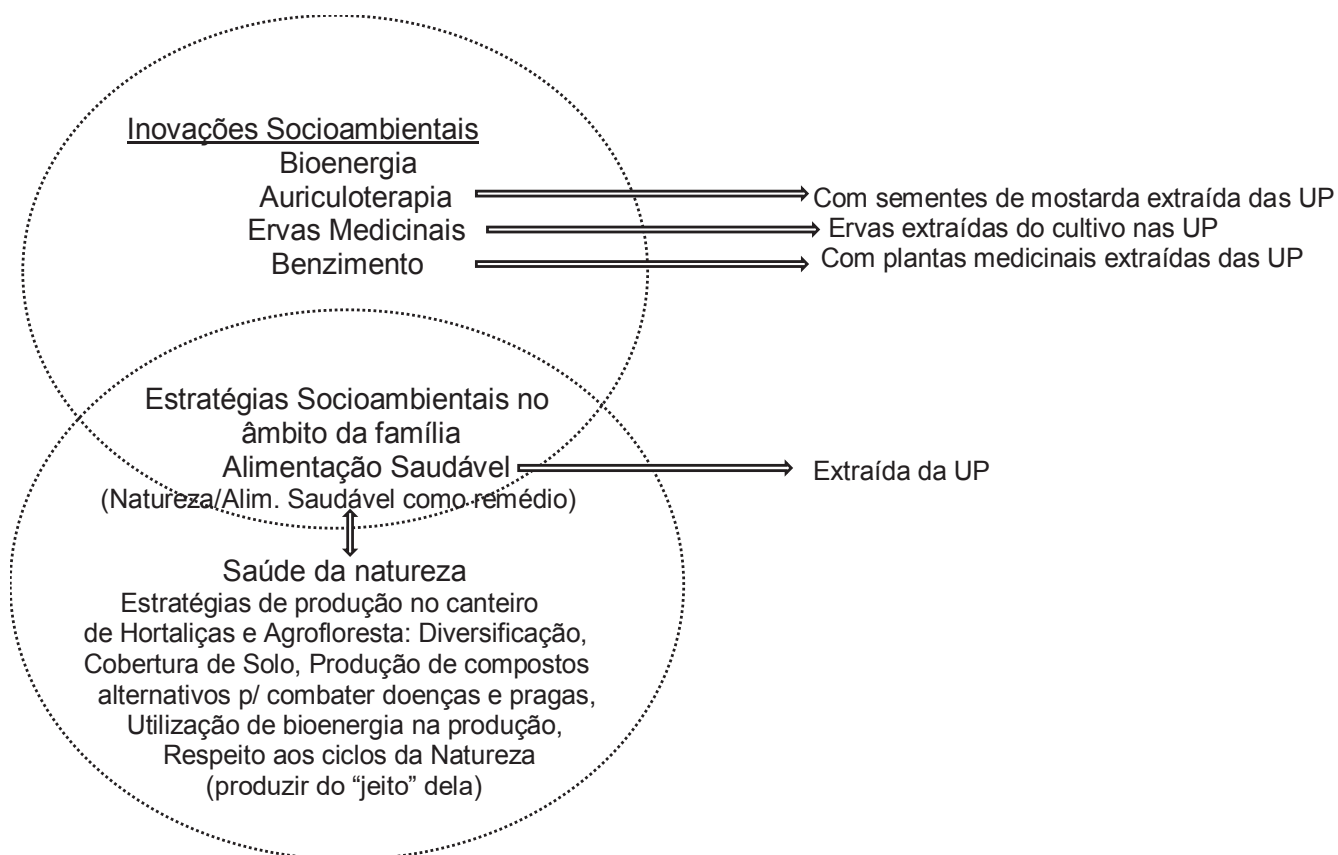 Inovações Socioambientais
Bioenergia
Auriculoterapia
Com sementes de mostarda extraída das UP
Ervas Medicinais
Ervas extraídas do cultivo nas UP
Benzimento
Com plantas medicinais extraídas das UP
Estratégias Socioambientais no
âmbito da família
Alimentação Saudável
Extraída da UP
(Natureza/Alim. Saudável como remédio)
Saúde da natureza
Estratégias de produção no canteiro
de Hortaliças e Agrofloresta: Diversificação,
Cobertura de Solo, Produção de compostos
alternativos p/ combater doenças e pragas,
Utilização de bioenergia na produção,
Respeito aos ciclos da Natureza
(produzir do “jeito” dela)